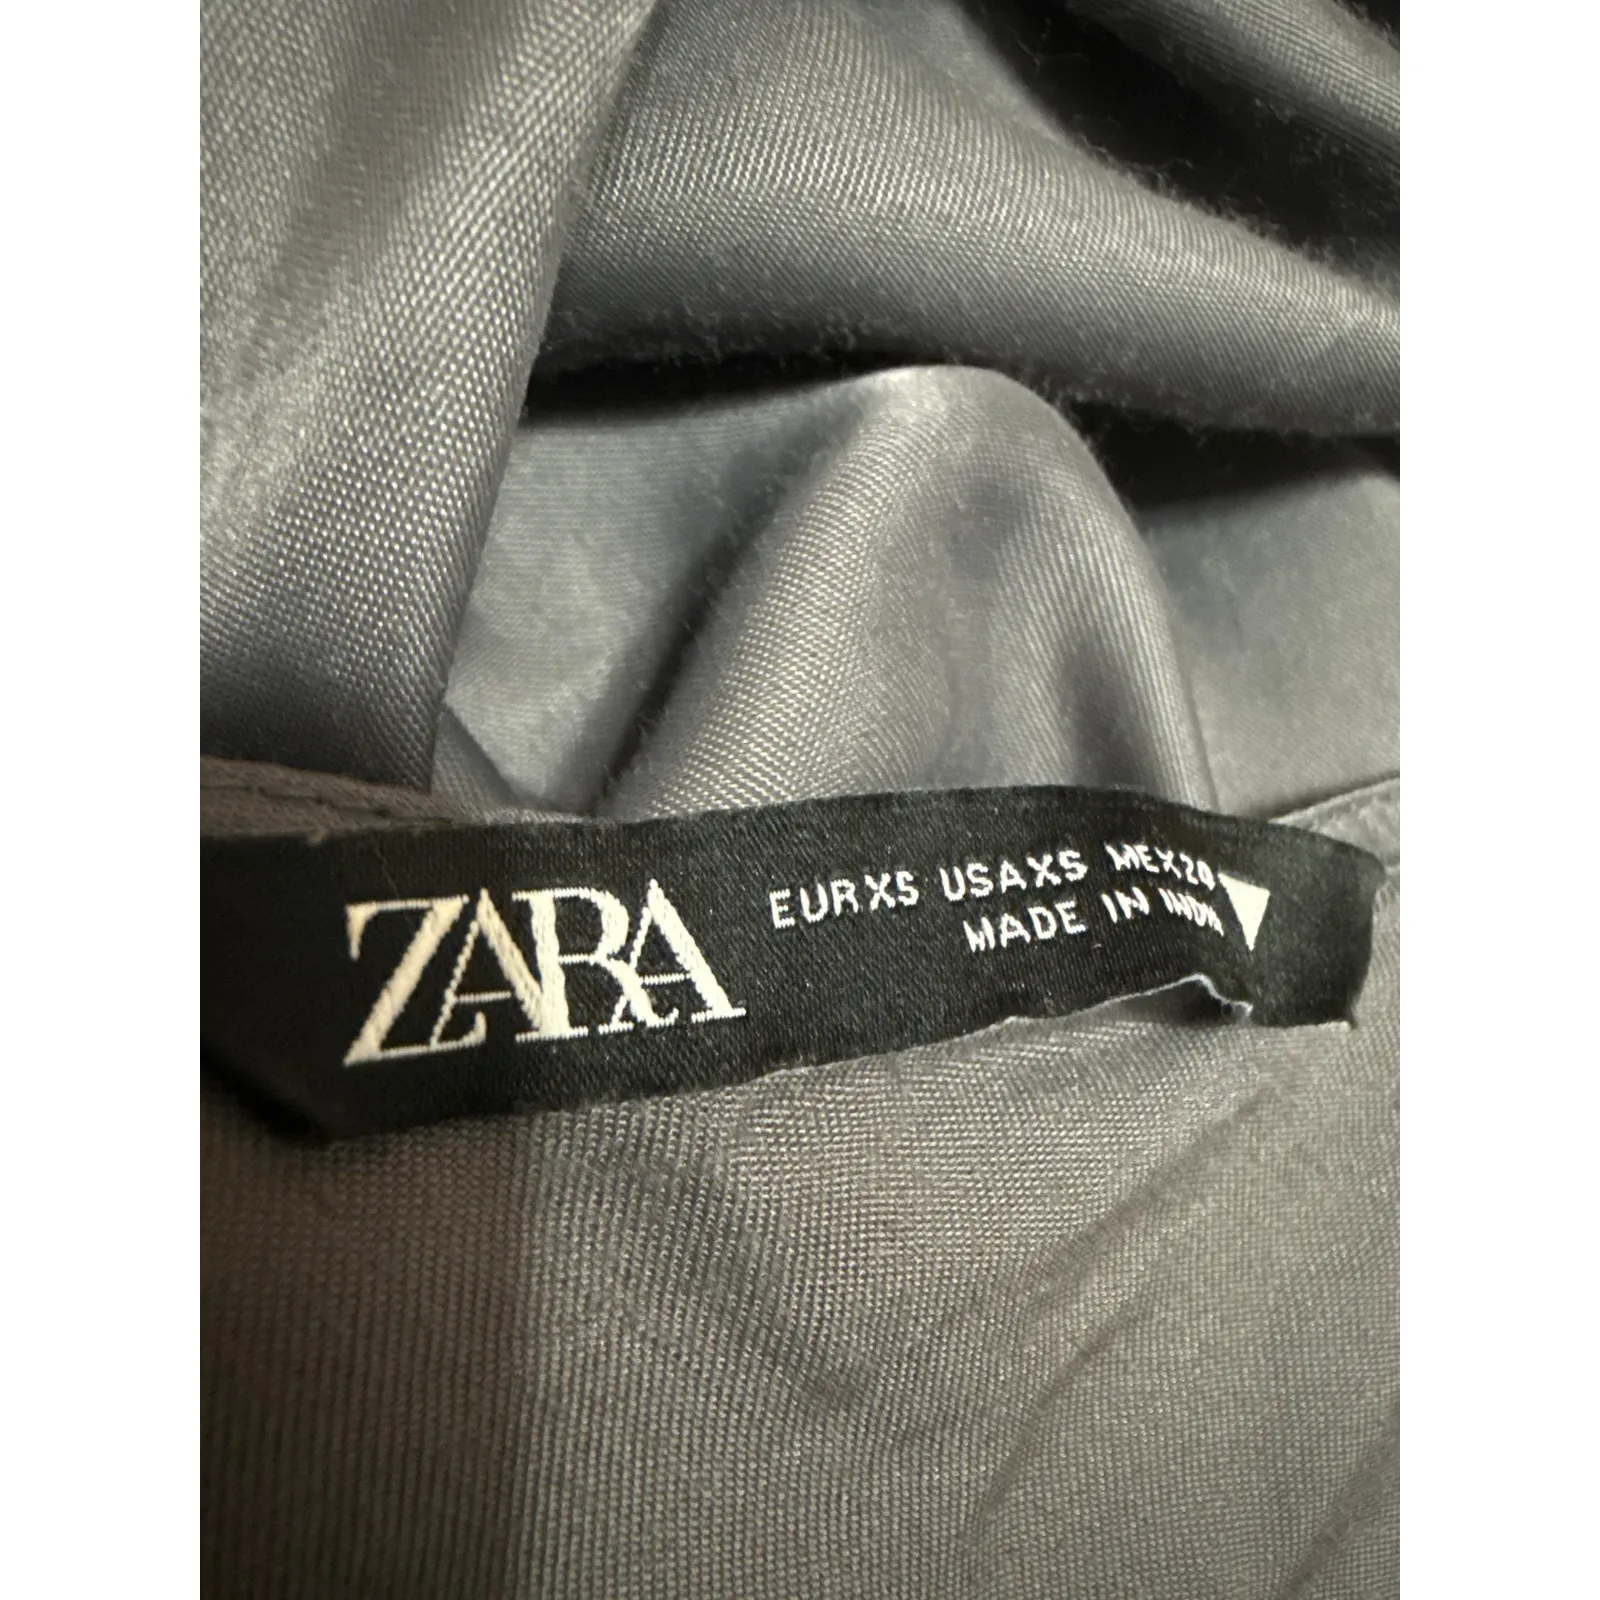 ZARA
EUR XS USA XS MEX 20
MADE IN INDIA